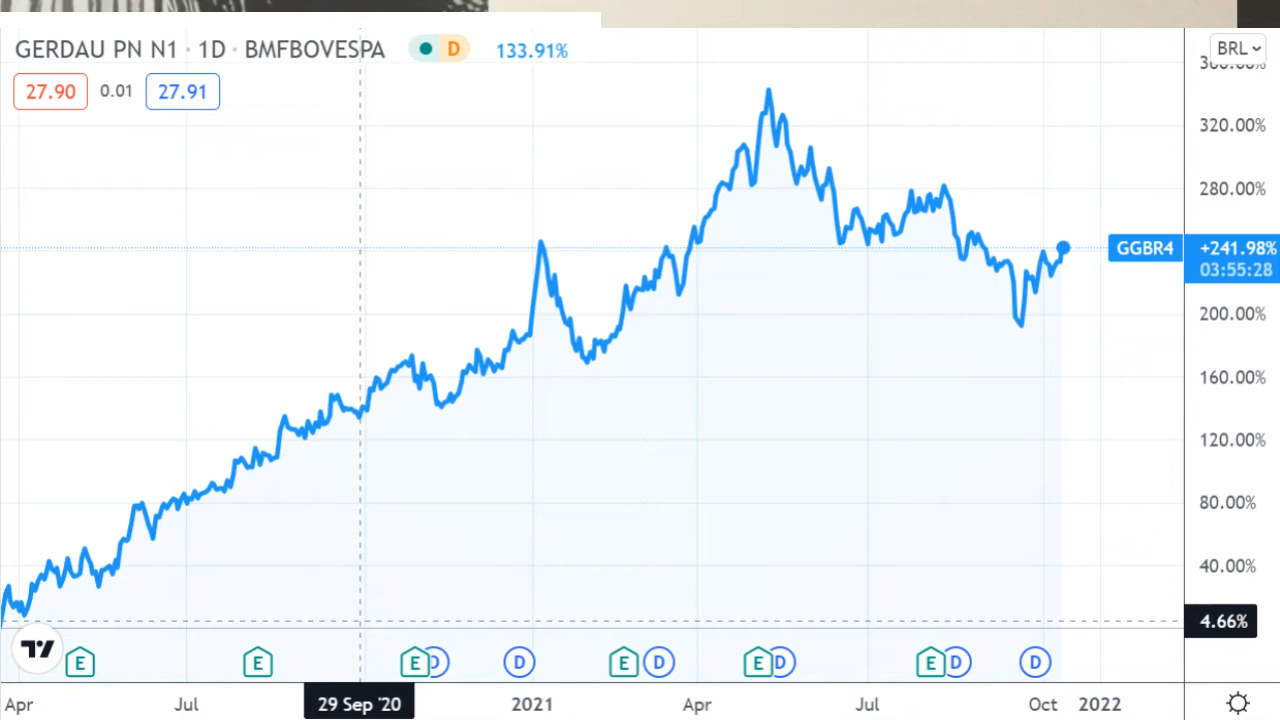 GERDAU PN N1 · 1D · BMFBOVESPA D 133.91%
BRL
27.90 0.01 27.91
320.00%
280.00%
GGBR4 +241.98%
03:55:28
200.00%
160.00%
120.00%
80.00%
40.00%
4.66%
E E E D D E D E D E D D
Apr Jul 29 Sep '20 2021 Apr Jul Oct 2022